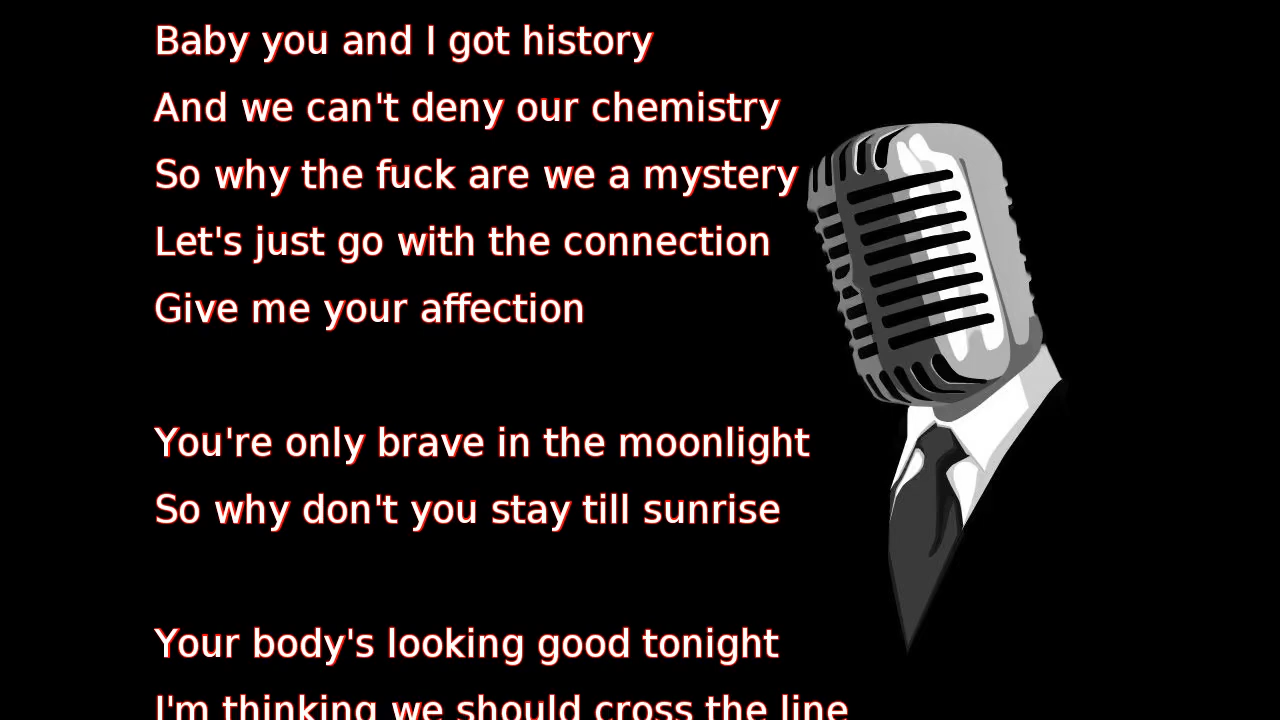 Baby you and I got history
And we can't deny our chemistry
So why the fuck are we a mystery
Let's just go with the connection
Give me your affection
You're only brave in the moonlight
So why don't you stay till sunrise
Your body's looking good tonight
I'm thinking we should cross the line